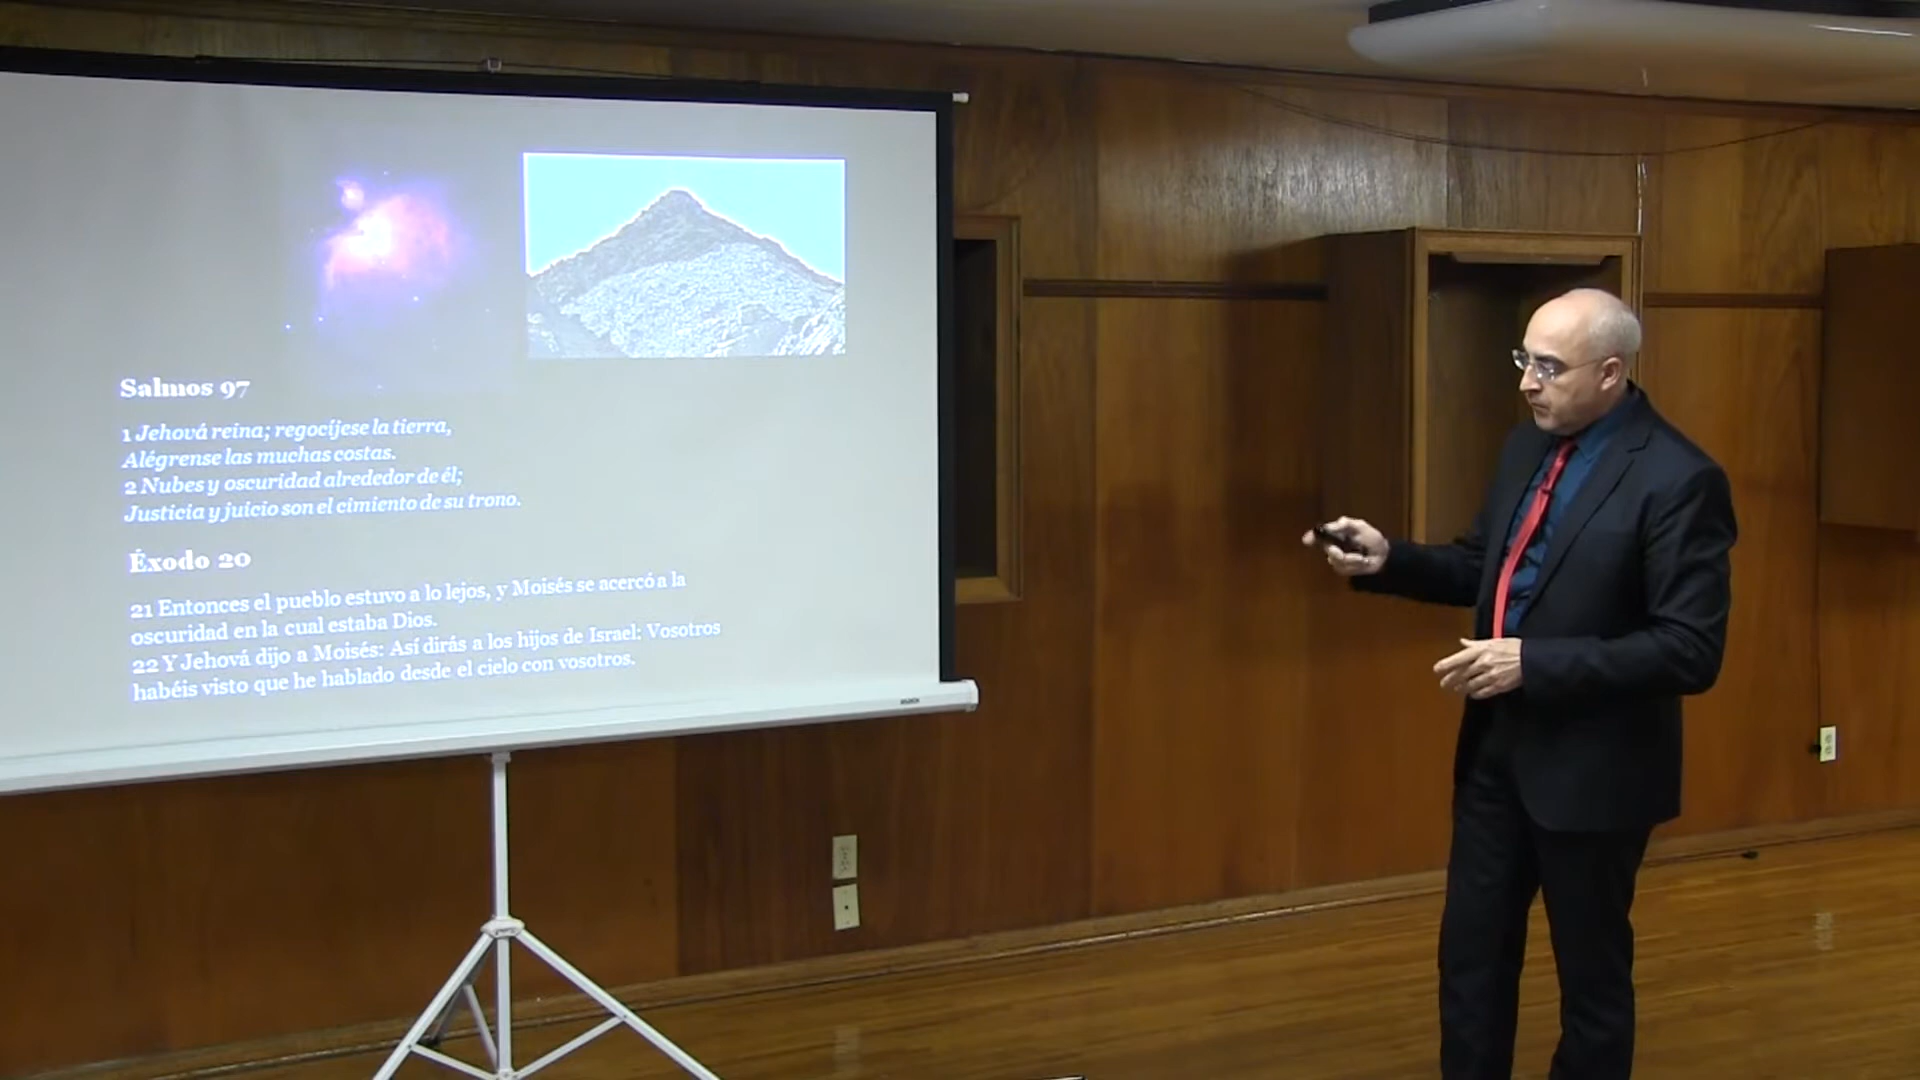 Salmos 97
1 Jehová reina; regocíjese la tierra,
Alégrense las muchas costas.
2 Nubes y oscuridad alrededor de él;
Justicia y juicio son el cimiento de su trono.
Éxodo 20
21 Entonces el pueblo estuvo a lo lejos, y Moisés se acercó a la
oscuridad en la cual estaba Dios.
22 Y Jehová dijo a Moisés: Así dirás a los hijos de Israel: Vosotros
habéis visto que he hablado desde el cielo con vosotros.